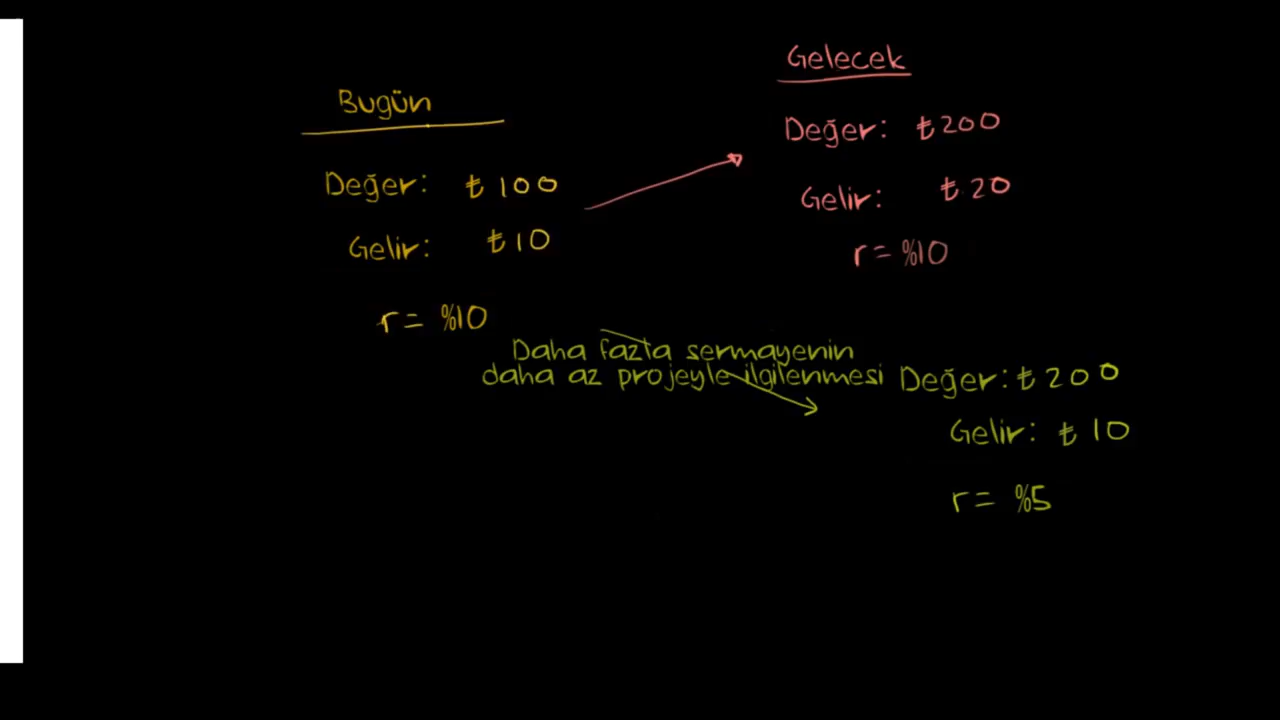 Bugün
Değer: ₺ 100
Gelir: ₺ 10
r = %10
Gelecek
Değer: ₺ 200
Gelir: ₺ 20
r = %10
Daha fazla sermayenin
daha az projeyle ilgilenmesi
Değer: ₺ 200
Gelir: ₺ 10
r = %5